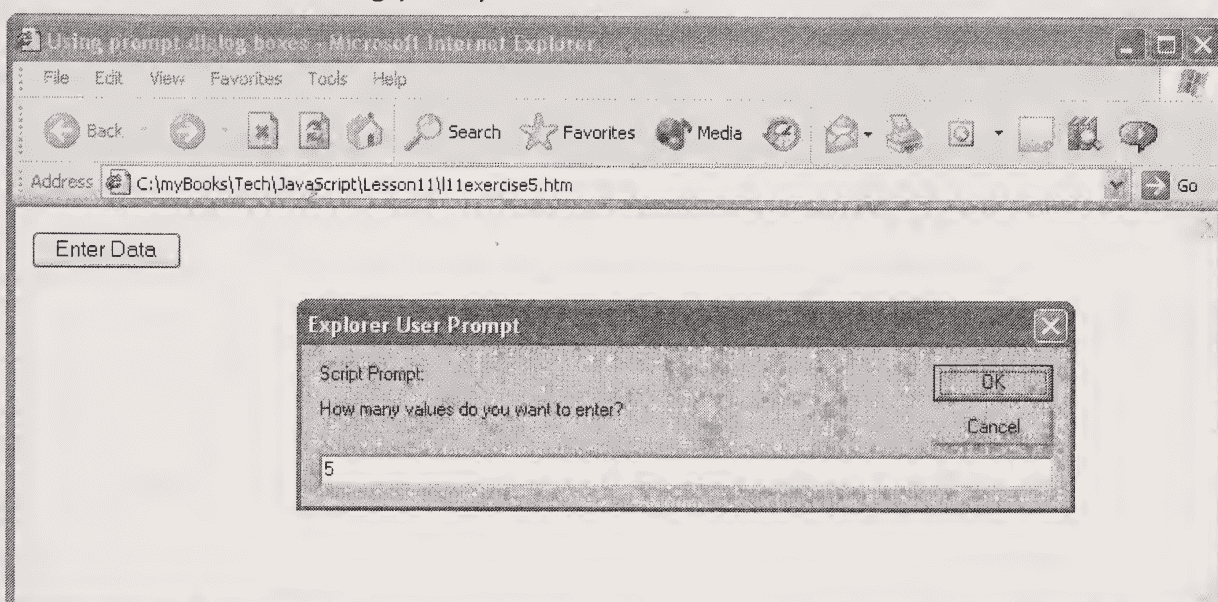 Using prompt dialog boxes - Microsoft Internet Explorer
File Edit View Favorites Tools Help
Back Search Favorites Media
Address C:\myBooks\Tech\JavaScript\Lesson11\l11exercise5.htm Go
Enter Data
Explorer User Prompt
Script Prompt:
How many values do you want to enter?
OK
Cancel
5